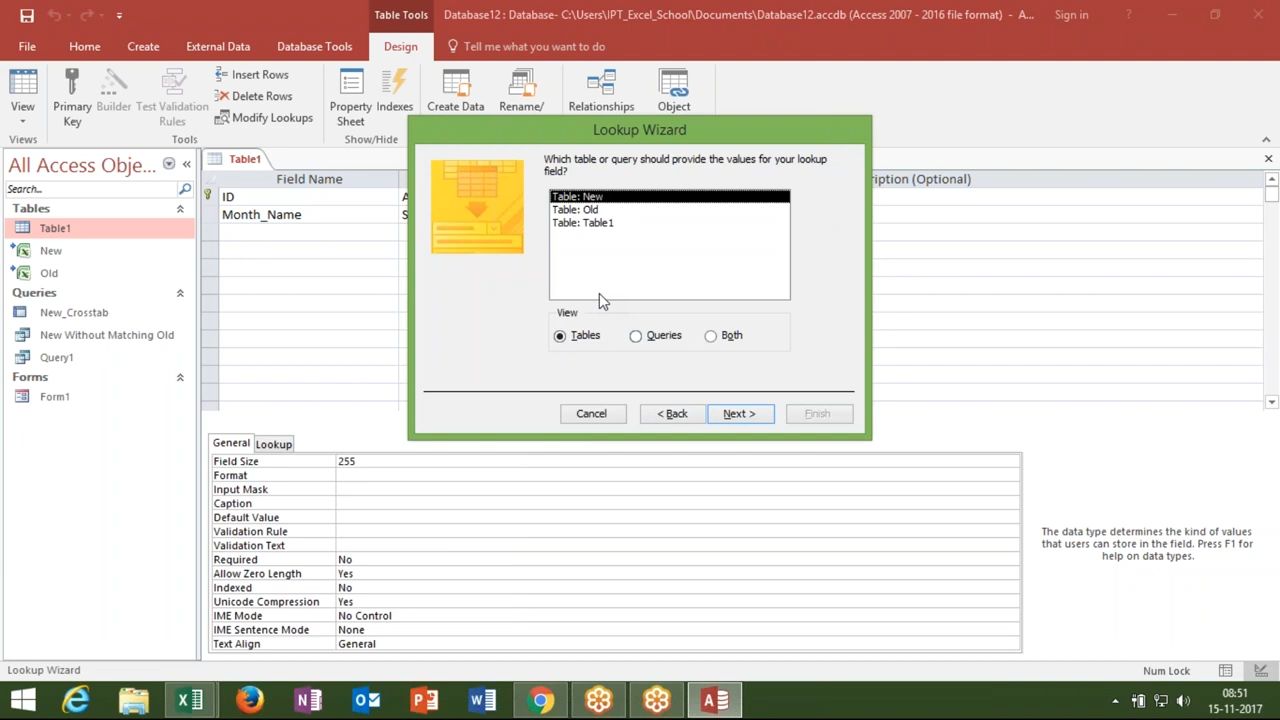 Table Tools
Database12 : Database- C:\Users\IPT_Excel_School\Documents\Database12.accdb (Access 2007 - 2016 file format) - A...
Sign in
?
File
Home
Create
External Data
Database Tools
Design
Tell me what you want to do
View
Primary Key
Builder
Test Validation Rules
Insert Rows
Delete Rows
Modify Lookups
Property Sheet
Indexes
Create Data
Rename/
Relationships
Object
Views
Tools
Show/Hide
Lookup Wizard
Which table or query should provide the values for your lookup
field?
Table: New
Table: Old
Table: Table1
View
Tables
Queries
Both
Cancel
< Back
Next >
Finish
All Access Obje...
Search...
Tables
Table1
New
Old
Queries
New_Crosstab
New Without Matching Old
Query1
Forms
Form1
Table1
Field Name
ription (Optional)
ID
A
Month_Name
S
General
Lookup
Field Size 255
Format
Input Mask
Caption
Default Value
Validation Rule
Validation Text
Required No
Allow Zero Length Yes
Indexed No
Unicode Compression Yes
IME Mode No Control
IME Sentence Mode None
Text Align General
The data type determines the kind of values
that users can store in the field. Press F1 for
help on data types.
Lookup Wizard
Num Lock
08:51
15-11-2017